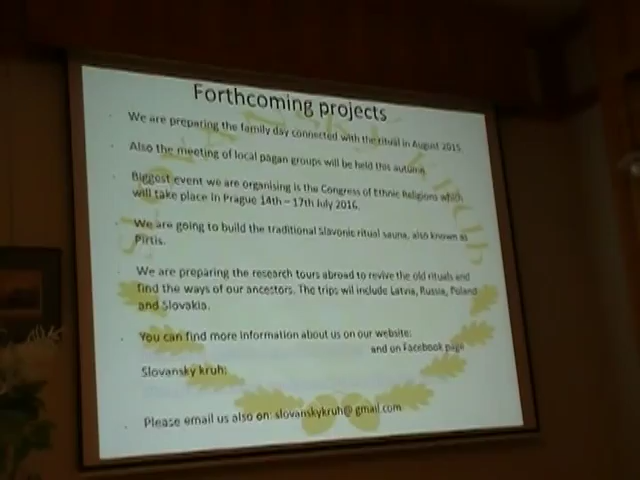 Forthcoming projects
We are preparing the family day connected with the ritual in August 2015.
Also the meeting of local pagan groups will be held this autumn.
Biggest event we are organising is the Congress of Ethnic Religions which
will take place in Prague 14th – 17th July 2016.
We are going to build the traditional Slavonic ritual sauna, also known as
Pirtis.
We are preparing the research tours abroad to revive the old rituals and
find the ways of our ancestors. The trips wil include Latvia, Russia, Poland
and Slovakia.
You can find more information about us on our website:
and on Facebook page
Slovanský kruh:
Please email us also on: slovanskykruh@ gmail.com